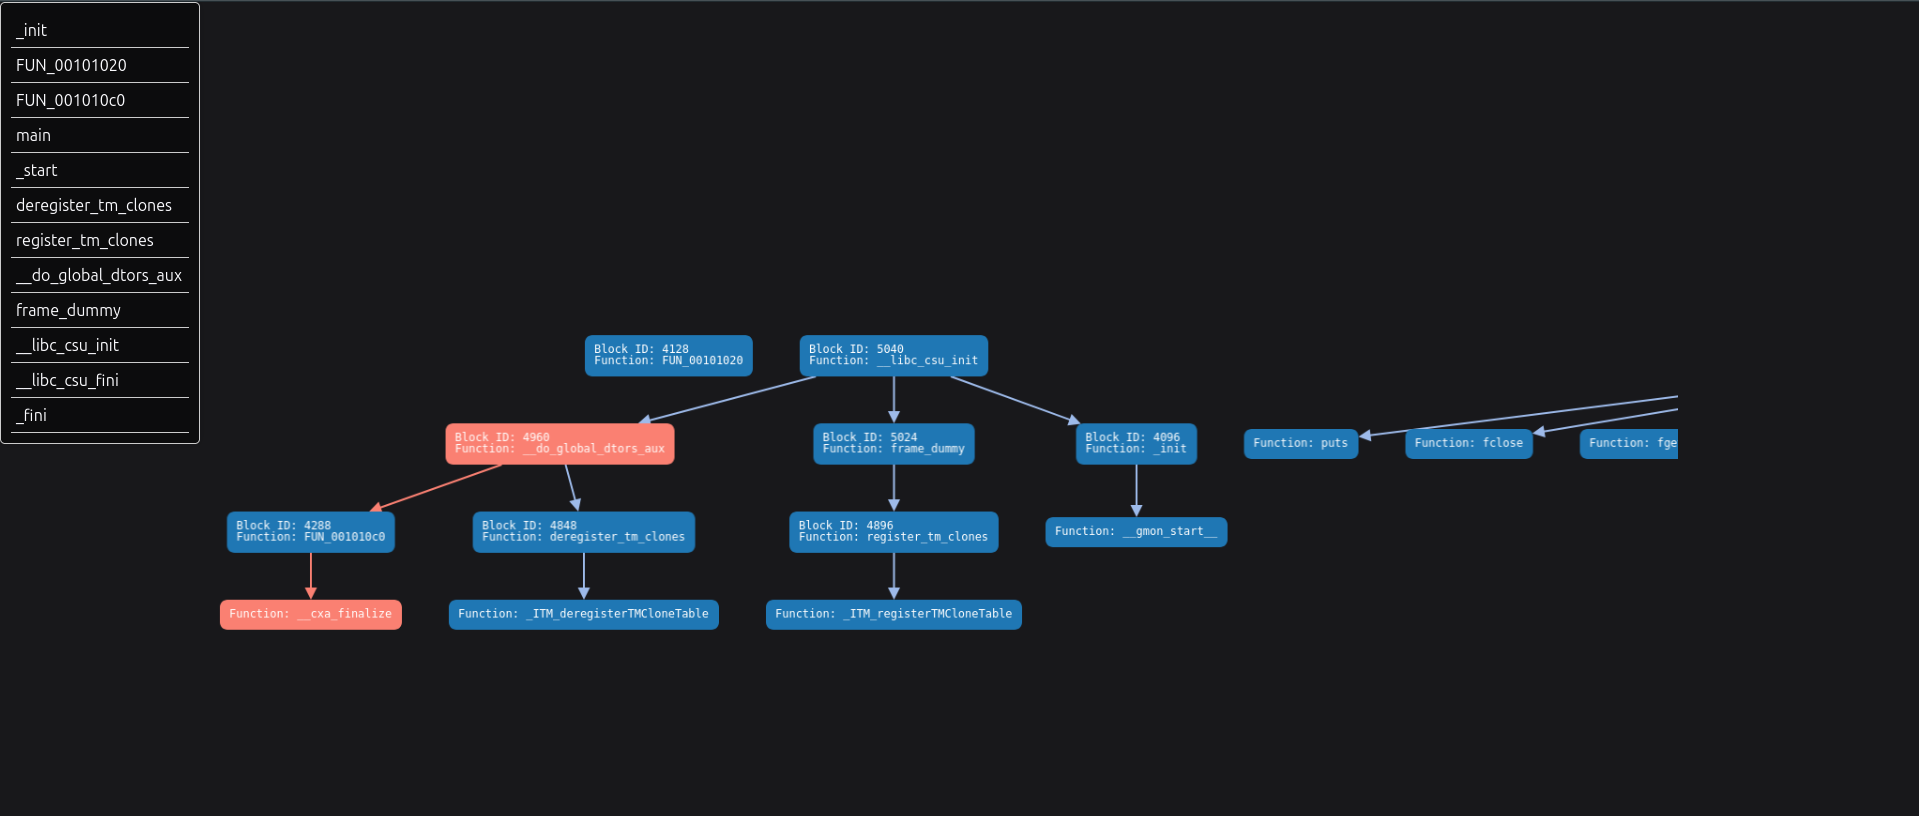 _init
FUN_00101020
FUN_001010c0
main
_start
deregister_tm_clones
register_tm_clones
__do_global_dtors_aux
frame_dummy
__libc_csu_init
__libc_csu_fini
_fini
Block ID: 4128
Function: FUN_00101020
Block ID: 5040
Function: __libc_csu_init
Block ID: 4960
Function: __do_global_dtors_aux
Block ID: 5024
Function: frame_dummy
Block ID: 4096
Function: _init
Function: puts
Function: fclose
Function: fge
Block ID: 4288
Function: FUN_001010c0
Block ID: 4848
Function: deregister_tm_clones
Block ID: 4896
Function: register_tm_clones
Function: __gmon_start__
Function: __cxa_finalize
Function: _ITM_deregisterTMCloneTable
Function: _ITM_registerTMCloneTable